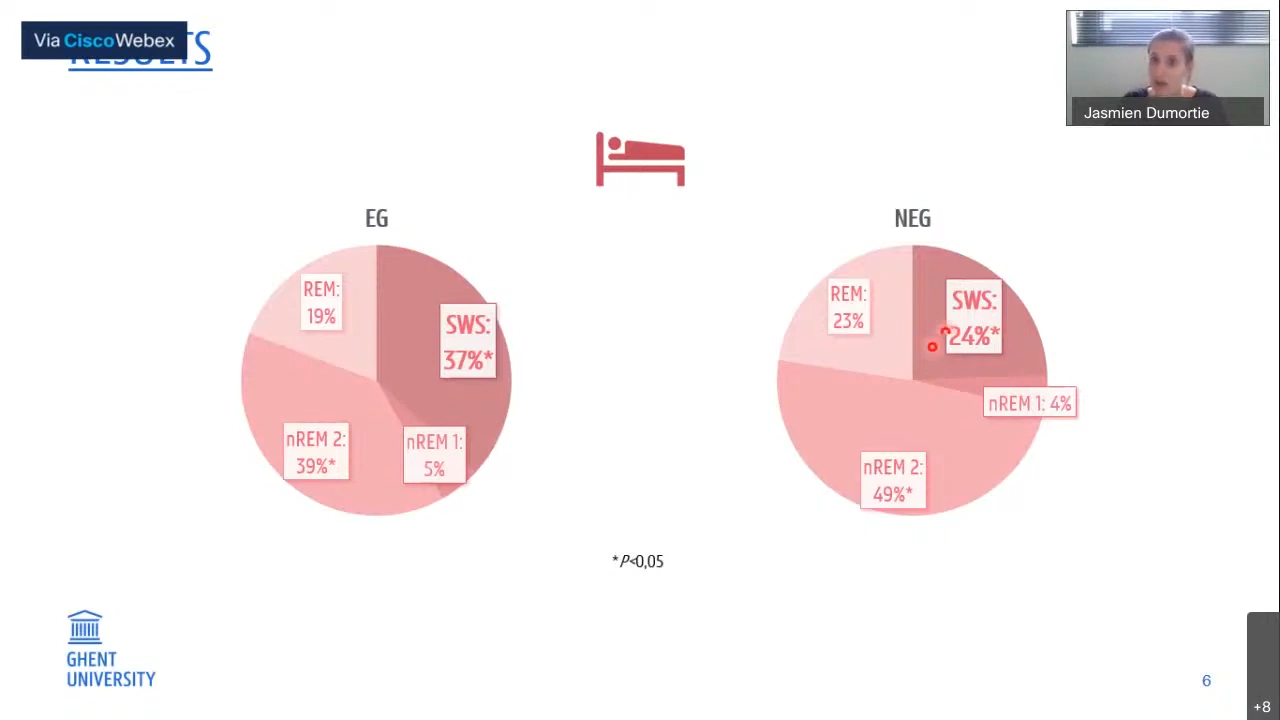 Via Cisco Webex
RESULTS
Jasmien Dumortie
EG
NEG
REM:
19%
SWS:
37%*
nREM 2:
39%*
nREM 1:
5%
REM:
23%
SWS:
24%*
nREM 1: 4%
nREM 2:
49%*
* P<0,05
GHENT
UNIVERSITY
6
+8